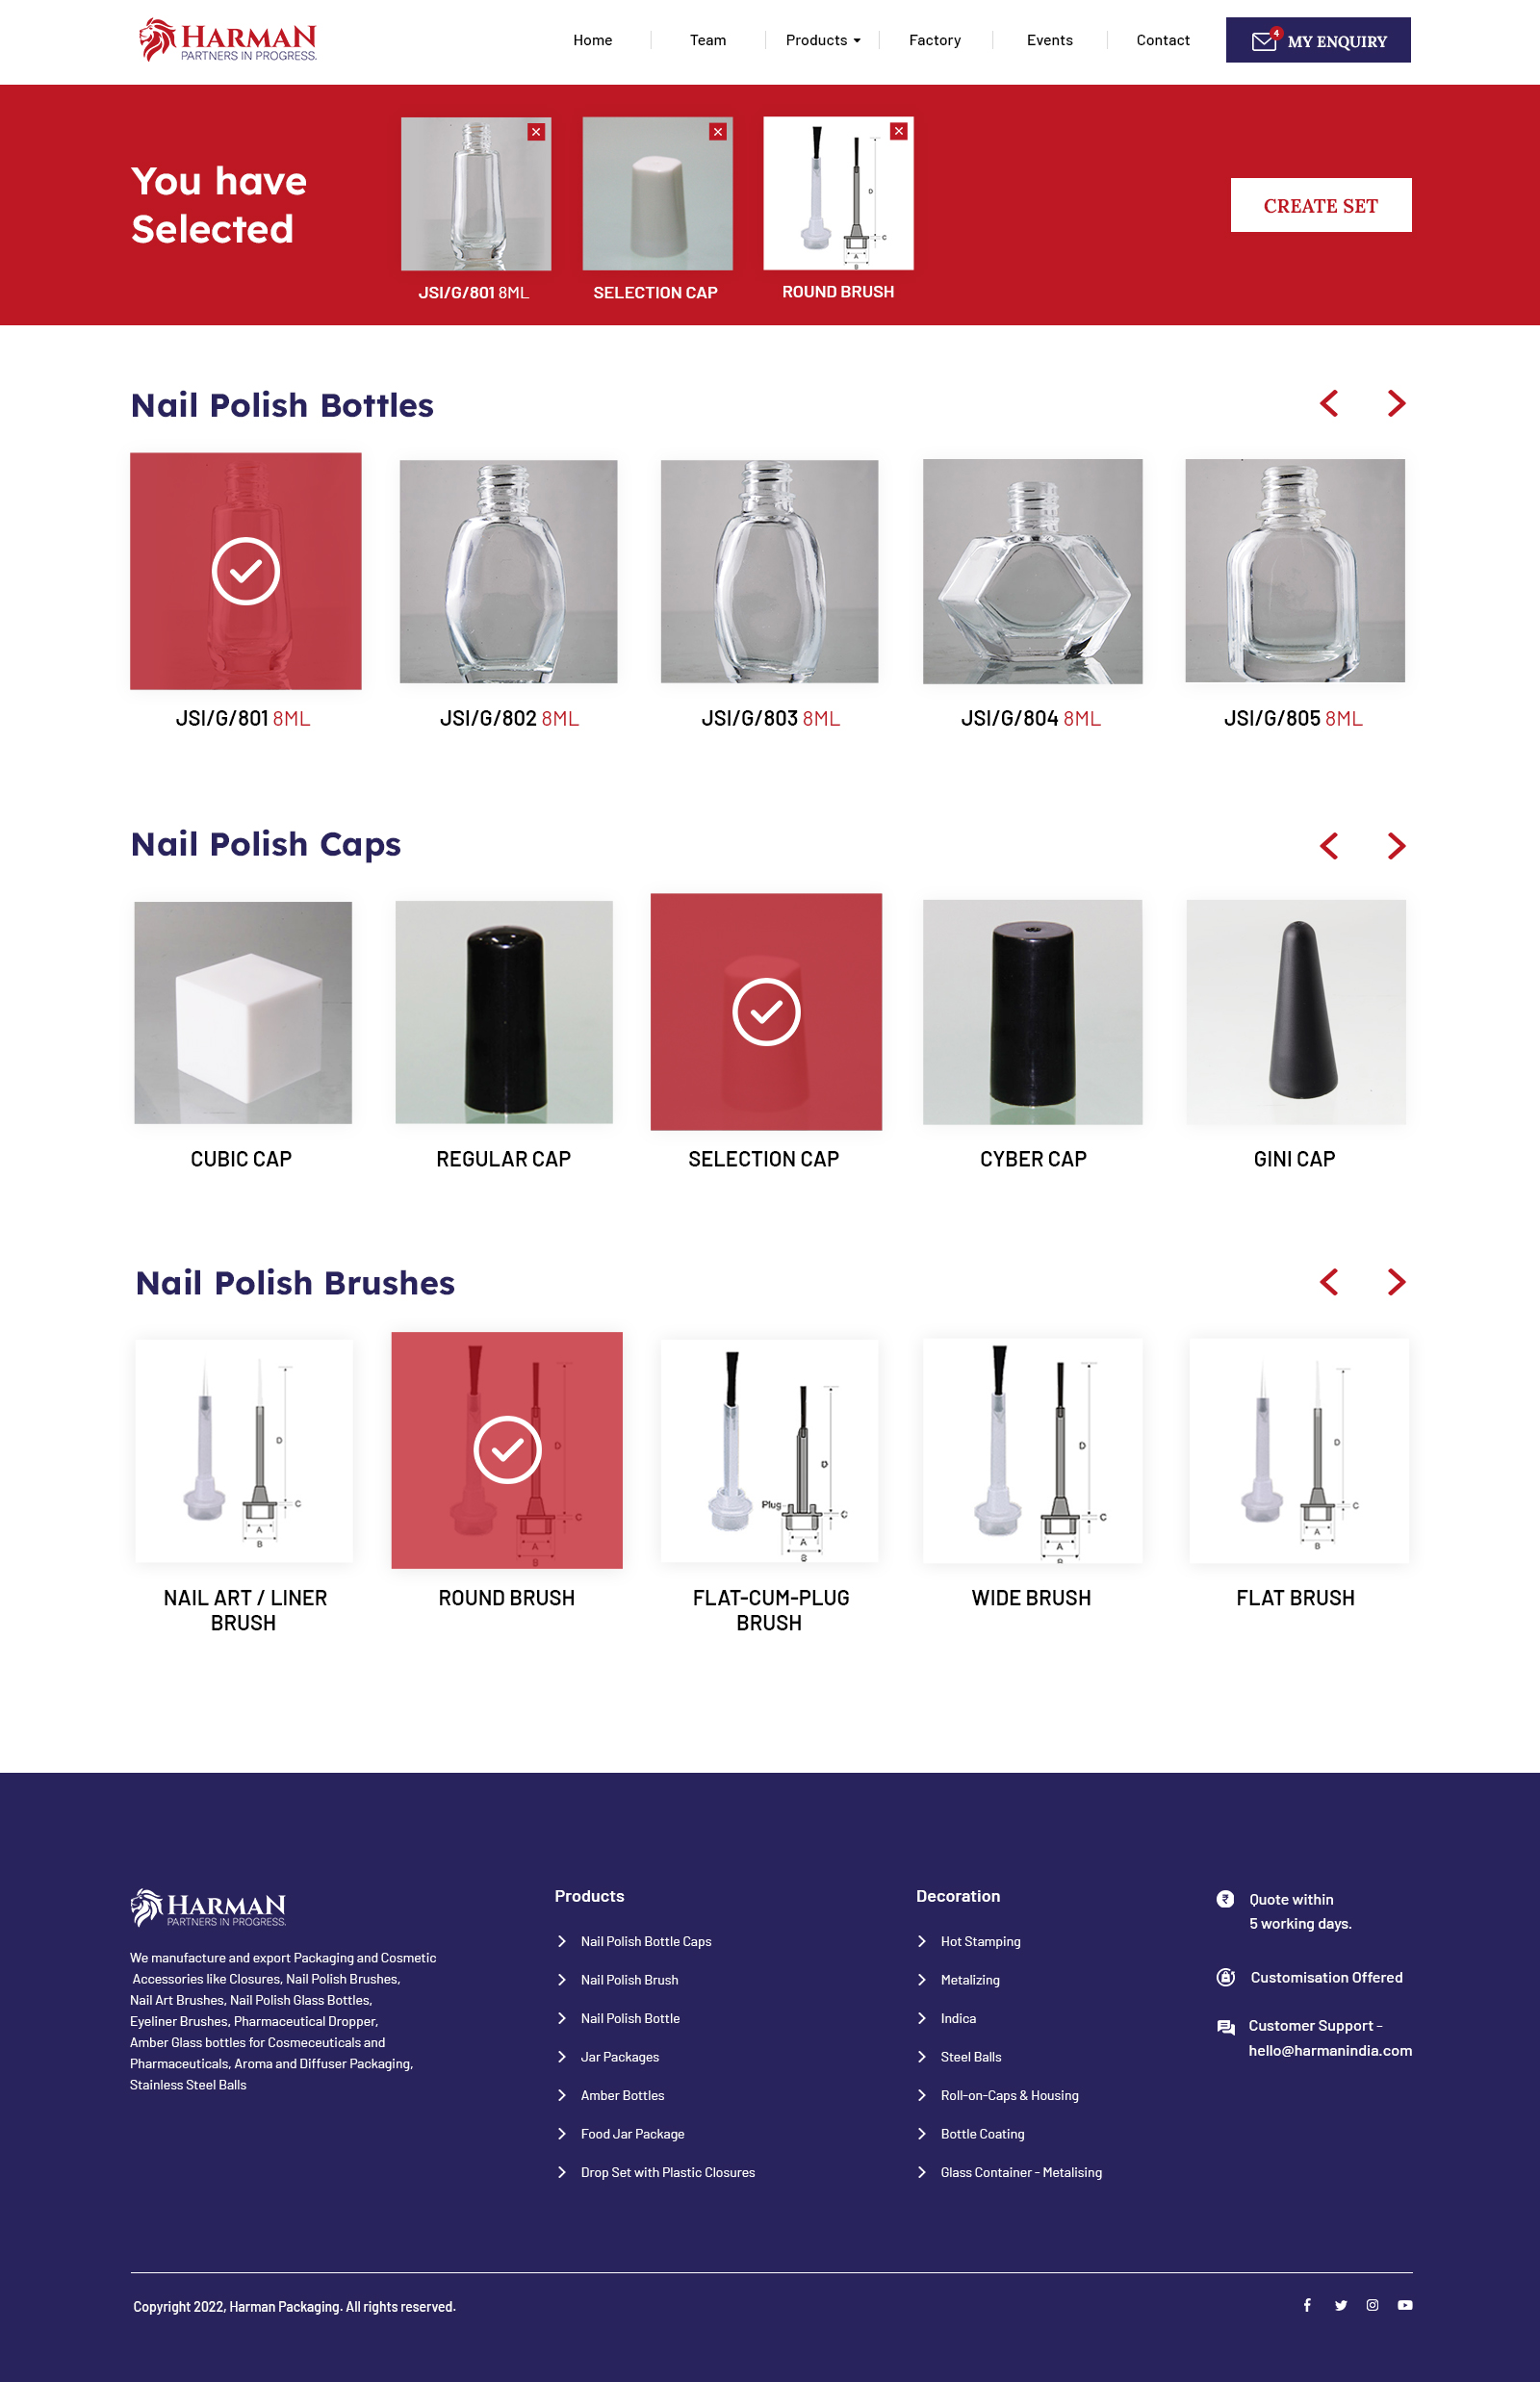 HARMAN
PARTNERS IN PROGRESS.
Home
Team
Products
Factory
Events
Contact
4
MY ENQUIRY
You have
Selected
D
C
A
B
JSI/G/801 8ML
SELECTION CAP
ROUND BRUSH
CREATE SET
Nail Polish Bottles
JSI/G/801 8ML
JSI/G/802 8ML
JSI/G/803 8ML
JSI/G/804 8ML
JSI/G/805 8ML
Nail Polish Caps
CUBIC CAP
REGULAR CAP
SELECTION CAP
CYBER CAP
GINI CAP
Nail Polish Brushes
D
C
A
B
D
C
A
B
D
Plug
C
A
B
D
C
A
B
D
C
A
B
NAIL ART / LINER
BRUSH
ROUND BRUSH
FLAT-CUM-PLUG
BRUSH
WIDE BRUSH
FLAT BRUSH
HARMAN
PARTNERS IN PROGRESS.
We manufacture and export Packaging and Cosmetic
Accessories like Closures, Nail Polish Brushes,
Nail Art Brushes, Nail Polish Glass Bottles,
Eyeliner Brushes, Pharmaceutical Dropper,
Amber Glass bottles for Cosmeceuticals and
Pharmaceuticals, Aroma and Diffuser Packaging,
Stainless Steel Balls
Products
Nail Polish Bottle Caps
Nail Polish Brush
Nail Polish Bottle
Jar Packages
Amber Bottles
Food Jar Package
Drop Set with Plastic Closures
Decoration
Hot Stamping
Metalizing
Indica
Steel Balls
Roll-on-Caps & Housing
Bottle Coating
Glass Container - Metalising
₹
Quote within
5 working days.
Customisation Offered
Customer Support –
hello@harmanindia.com
Copyright 2022, Harman Packaging. All rights reserved.